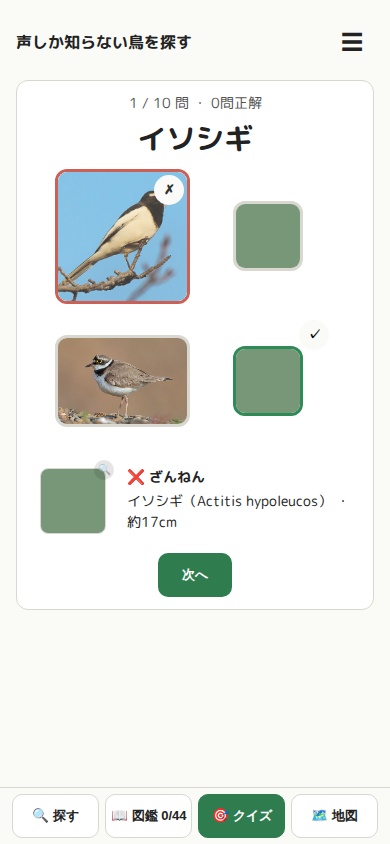 声しか知らない鳥を探す
1 / 10 問 · 0問正解
イソシギ
✗
✓
❌ ざんねん
イソシギ（Actitis hypoleucos） ·
約17cm
次へ
🔍 探す
📖 図鑑 0/44
🎯 クイズ
🗺️ 地図